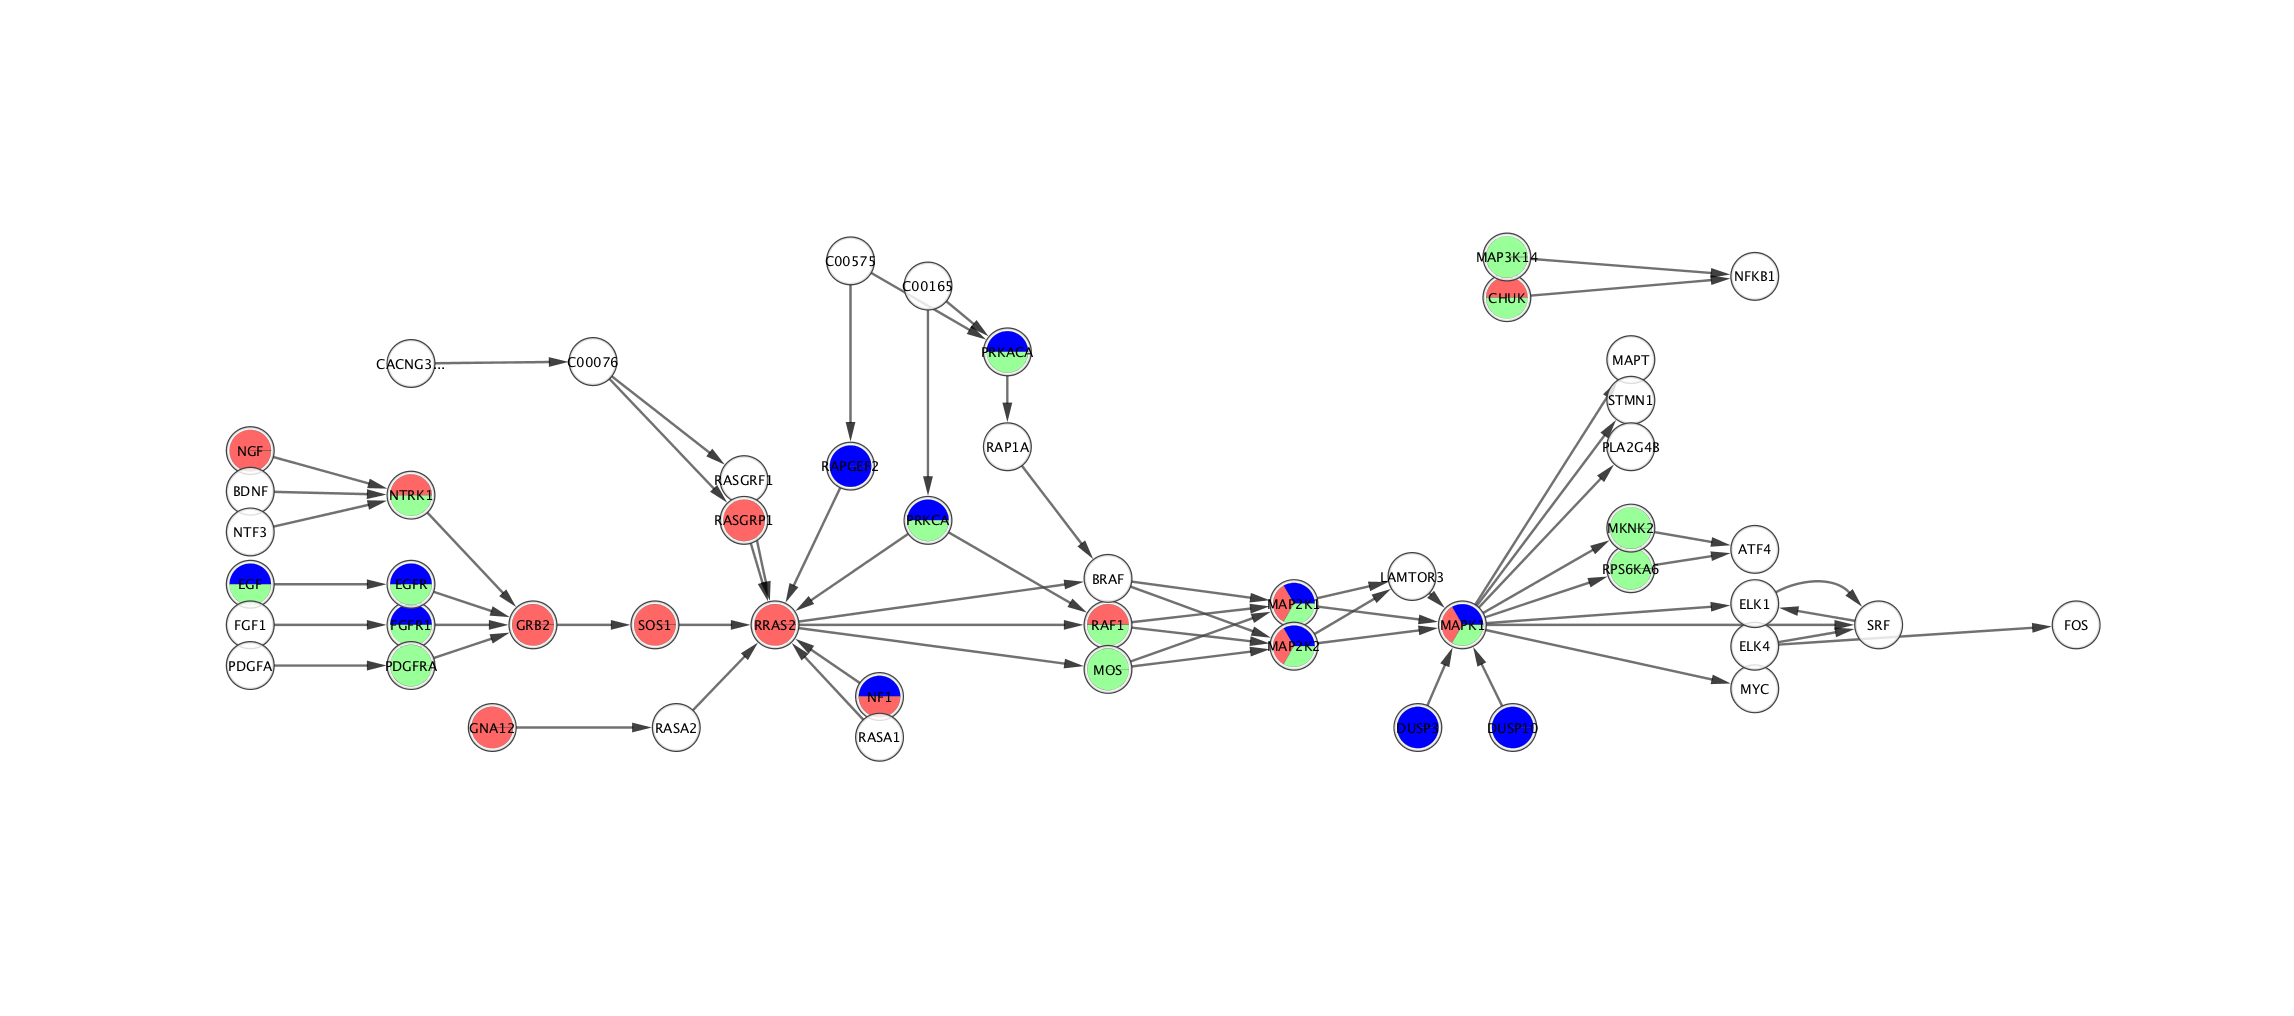 C00575
C00165
MAP3K14
CHUK
NFKB1
PRKACA
CACNG3...
C00076
MAPT
STMN1
PLA2G4B
RAP1A
NGF
BDNF
NTF3
NTRK1
RASGRF1
RASGRP1
RAPGEF2
PRKCA
MKNK2
RPS6KA6
ATF4
EGF
FGF1
PDGFA
EGFR
FGFR1
PDGFRA
GRB2
SOS1
RRAS2
BRAF
RAF1
MOS
MAP2K1
MAP2K2
LAMTOR3
MAPK1
ELK1
ELK4
MYC
SRF
FOS
GNA12
RASA2
NF1
RASA1
DUSP3
DUSP10